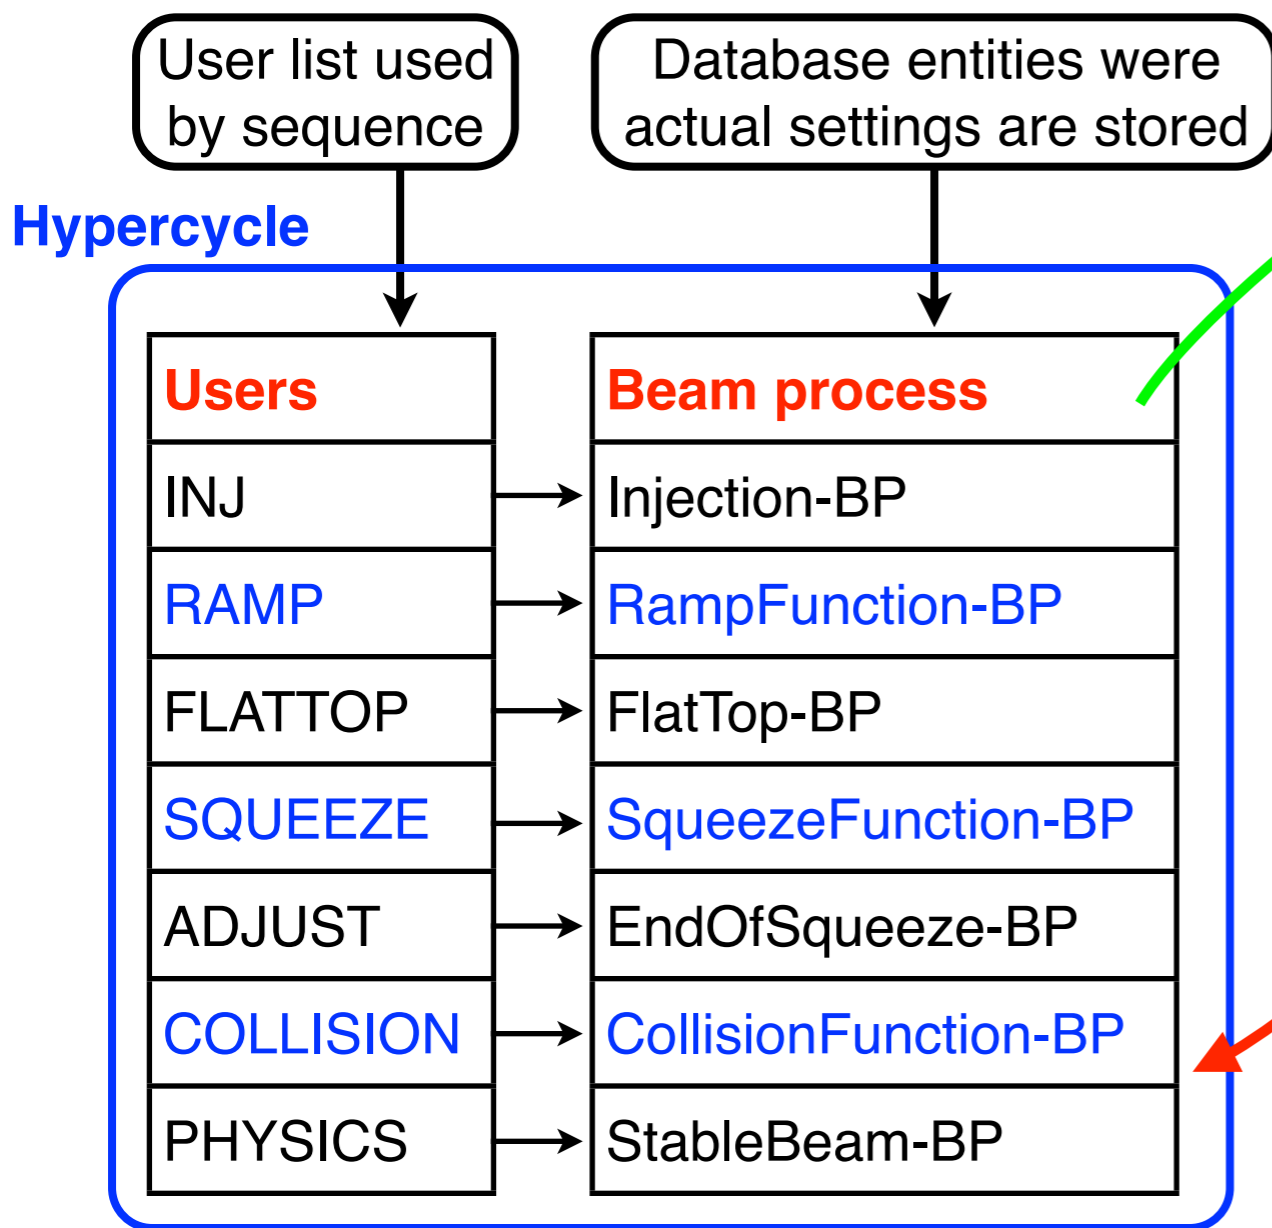 User list used
by sequence
Database entities were
actual settings are stored
Hypercycle
Users
Beam process
INJ
Injection-BP
RAMP
RampFunction-BP
FLATTOP
FlatTop-BP
SQUEEZE
SqueezeFunction-BP
ADJUST
EndOfSqueeze-BP
COLLISION
CollisionFunction-BP
PHYSICS
StableBeam-BP